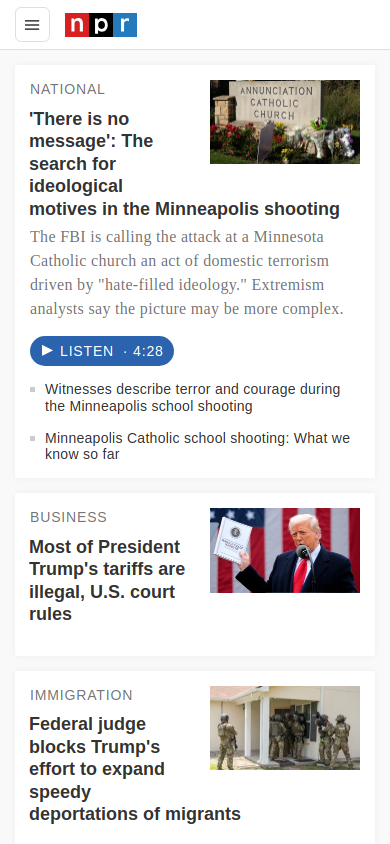 npr
NATIONAL
'There is no
message': The
search for
ideological
motives in the Minneapolis shooting
ANNUNCIATION
CATHOLIC
CHURCH
The FBI is calling the attack at a Minnesota
Catholic church an act of domestic terrorism
driven by "hate-filled ideology." Extremism
analysts say the picture may be more complex.
LISTEN · 4:28
Witnesses describe terror and courage during
the Minneapolis school shooting
Minneapolis Catholic school shooting: What we
know so far
BUSINESS
Most of President
Trump's tariffs are
illegal, U.S. court
rules
IMMIGRATION
Federal judge
blocks Trump's
effort to expand
speedy
deportations of migrants